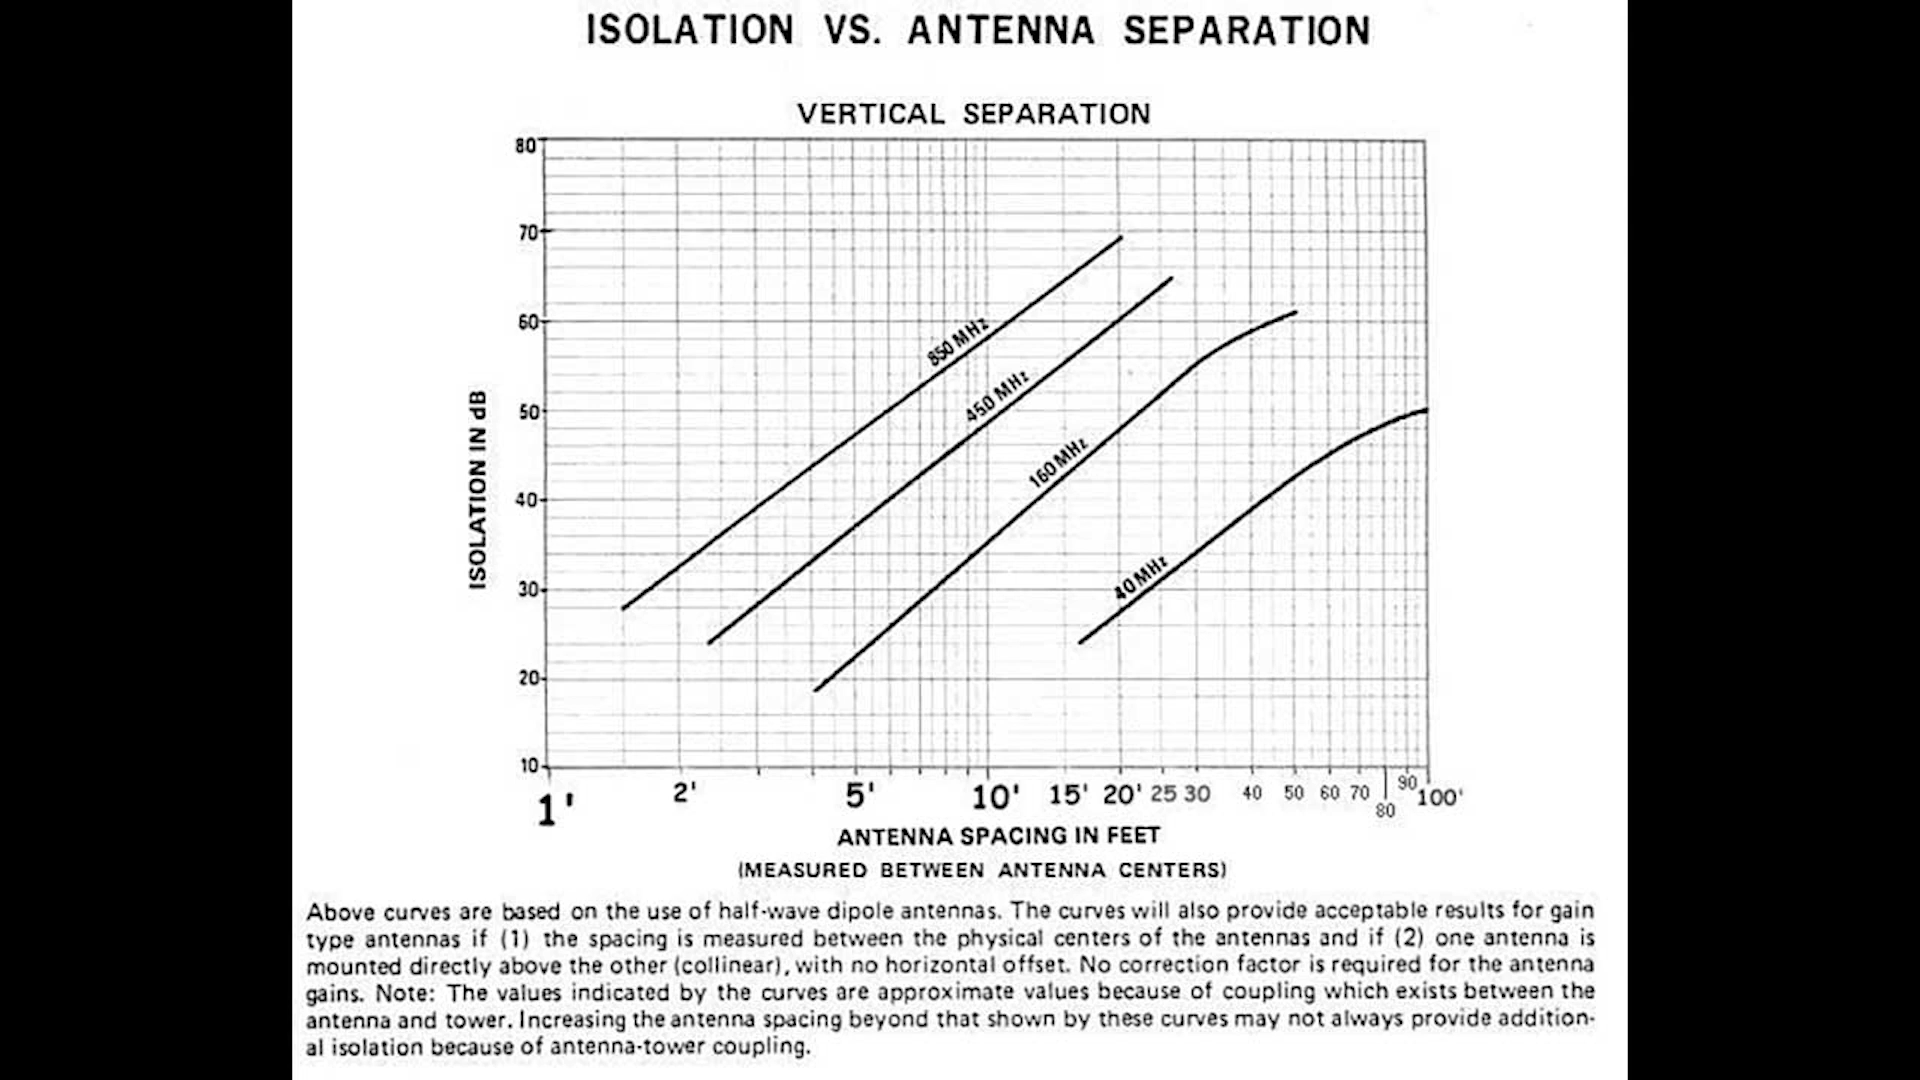 ISOLATION VS. ANTENNA SEPARATION
VERTICAL SEPARATION
80
70
60
50
40
30
20
10
ISOLATION IN dB
850 MHz
450 MHz
160 MHz
40 MHz
1' 2' 5' 10' 15' 20' 25 30 40 50 60 70 80 90 100'
ANTENNA SPACING IN FEET
(MEASURED BETWEEN ANTENNA CENTERS)
Above curves are based on the use of half-wave dipole antennas. The curves will also provide acceptable results for gain
type antennas if (1) the spacing is measured between the physical centers of the antennas and if (2) one antenna is
mounted directly above the other (collinear), with no horizontal offset. No correction factor is required for the antenna
gains. Note: The values indicated by the curves are approximate values because of coupling which exists between the
antenna and tower. Increasing the antenna spacing beyond that shown by these curves may not always provide addition-
al isolation because of antenna-tower coupling.